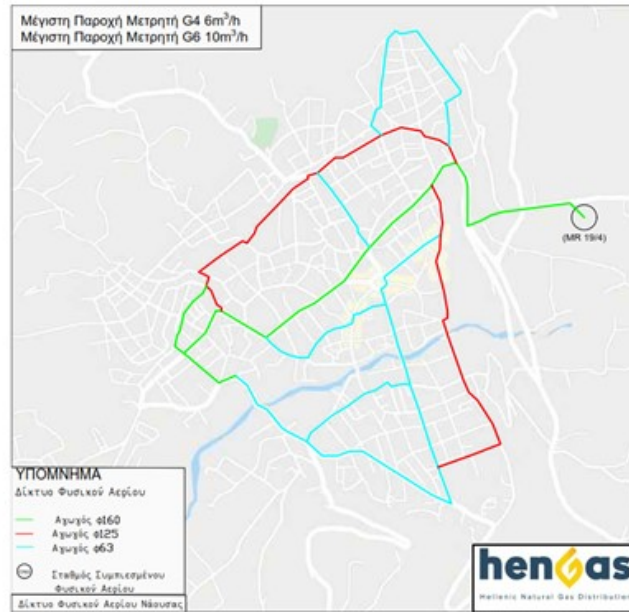 Μέγιστη Παροχή Μετρητή G4 6m³/h
Μέγιστη Παροχή Μετρητή G6 10m³/h
(MR 19/4)
ΥΠΟΜΝΗΜΑ
Δίκτυο Φυσικού Αερίου
Αγωγός φ160
Αγωγός φ125
Αγωγός φ63
Σταθμός Συμπιεσμένου
Φυσικού Αερίου
Δίκτυο Φυσικού Αερίου Νάουσας
hengas
Hellenic Natural Gas Distribution